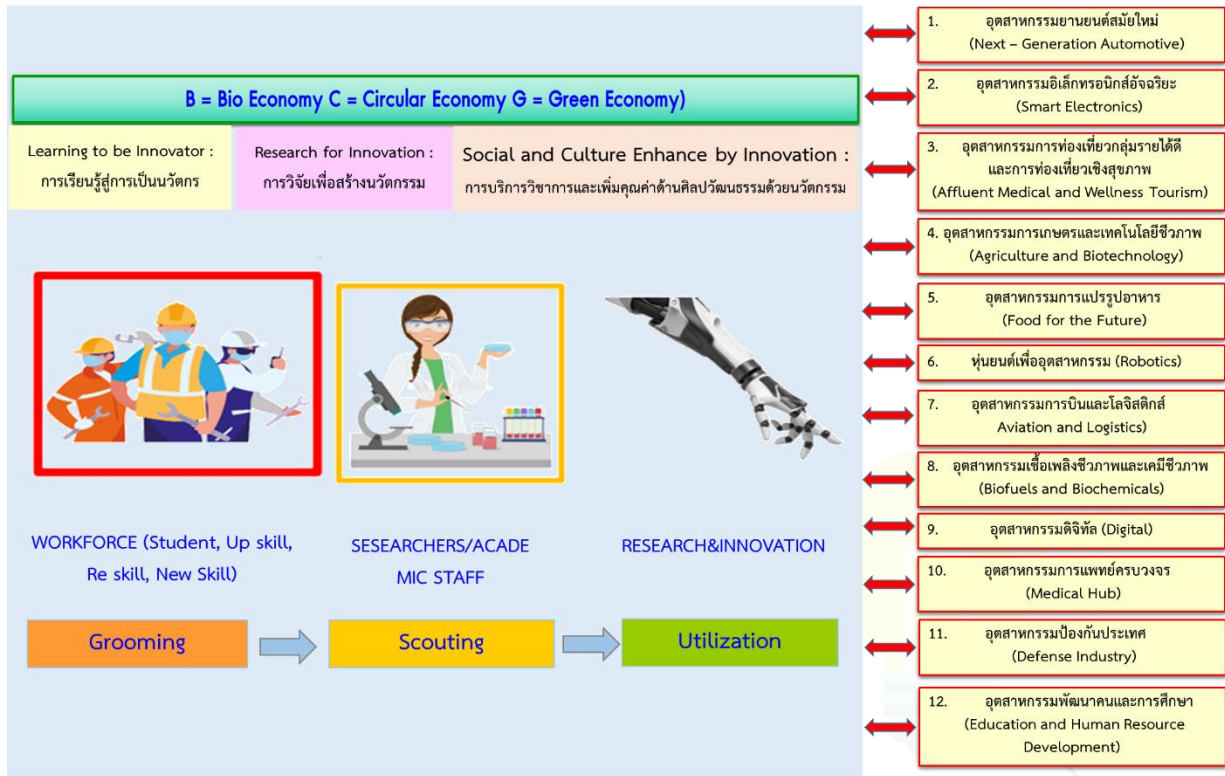 B = Bio Economy C = Circular Economy G = Green Economy)
Learning to be Innovator :
การเรียนรู้สู่การเป็นนวัตกร
Research for Innovation :
การวิจัยเพื่อสร้างนวัตกรรม
Social and Culture Enhance by Innovation :
การบริการวิชาการและเพิ่มคุณค่าด้านศิลปวัฒนธรรมด้วยนวัตกรรม
WORKFORCE (Student, Up skill,
Re skill, New Skill)
SESEARCHERS/ACADE
MIC STAFF
RESEARCH&INNOVATION
Grooming
Scouting
Utilization
1. อุตสาหกรรมยานยนต์สมัยใหม่
(Next – Generation Automotive)
2. อุตสาหกรรมอิเล็กทรอนิกส์อัจฉริยะ
(Smart Electronics)
3. อุตสาหกรรมการท่องเที่ยวกลุ่มรายได้ดี
และการท่องเที่ยวเชิงสุขภาพ
(Affluent Medical and Wellness Tourism)
4. อุตสาหกรรมการเกษตรและเทคโนโลยีชีวภาพ
(Agriculture and Biotechnology)
5. อุตสาหกรรมการแปรรูปอาหาร
(Food for the Future)
6. หุ่นยนต์เพื่ออุตสาหกรรม (Robotics)
7. อุตสาหกรรมการบินและโลจิสติกส์
Aviation and Logistics)
8. อุตสาหกรรมเชื้อเพลิงชีวภาพและเคมีชีวภาพ
(Biofuels and Biochemicals)
9. อุตสาหกรรมดิจิทัล (Digital)
10. อุตสาหกรรมการแพทย์ครบวงจร
(Medical Hub)
11. อุตสาหกรรมป้องกันประเทศ
(Defense Industry)
12. อุตสาหกรรมพัฒนาคนและการศึกษา
(Education and Human Resource
Development)